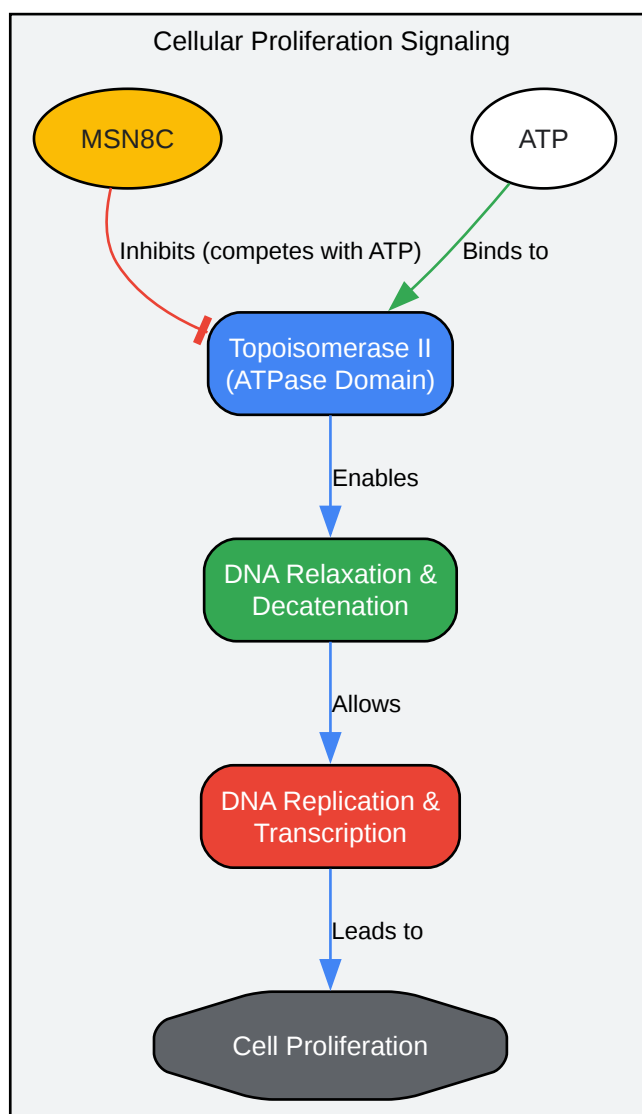 Cellular Proliferation Signaling
MSN8C
ATP
Inhibits (competes with ATP)
Binds to
Topoisomerase II
(ATPase Domain)
Enables
DNA Relaxation &
Decatenation
Allows
DNA Replication &
Transcription
Leads to
Cell Proliferation